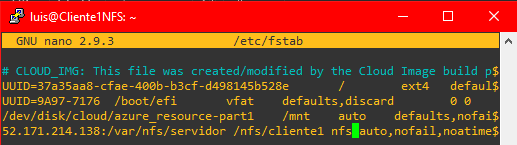 luis@Cliente1NFS: ~
GNU nano 2.9.3 /etc/fstab
# CLOUD_IMG: This file was created/modified by the Cloud Image build p$
UUID=37a35aa8-cfae-400b-b3cf-d498145b528e / ext4 default$
UUID=9A97-7176 /boot/efi vfat defaults,discard 0 0
/dev/disk/cloud/azure_resource-part1 /mnt auto defaults,nofai$
52.171.214.138:/var/nfs/servidor /nfs/cliente1 nfs auto,nofail,noatime$